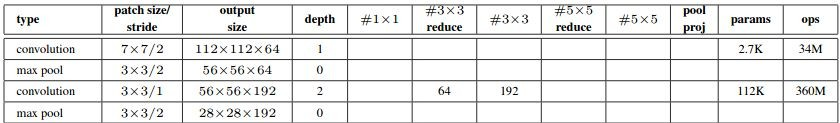 type patch size/ stride output size depth #1×1 #3×3 reduce #3×3 #5×5 reduce #5×5 pool proj params ops
convolution 7×7/2 112×112×64 1 2.7K 34M
max pool 3×3/2 56×56×64 0
convolution 3×3/1 56×56×192 2 64 192 112K 360M
max pool 3×3/2 28×28×192 0